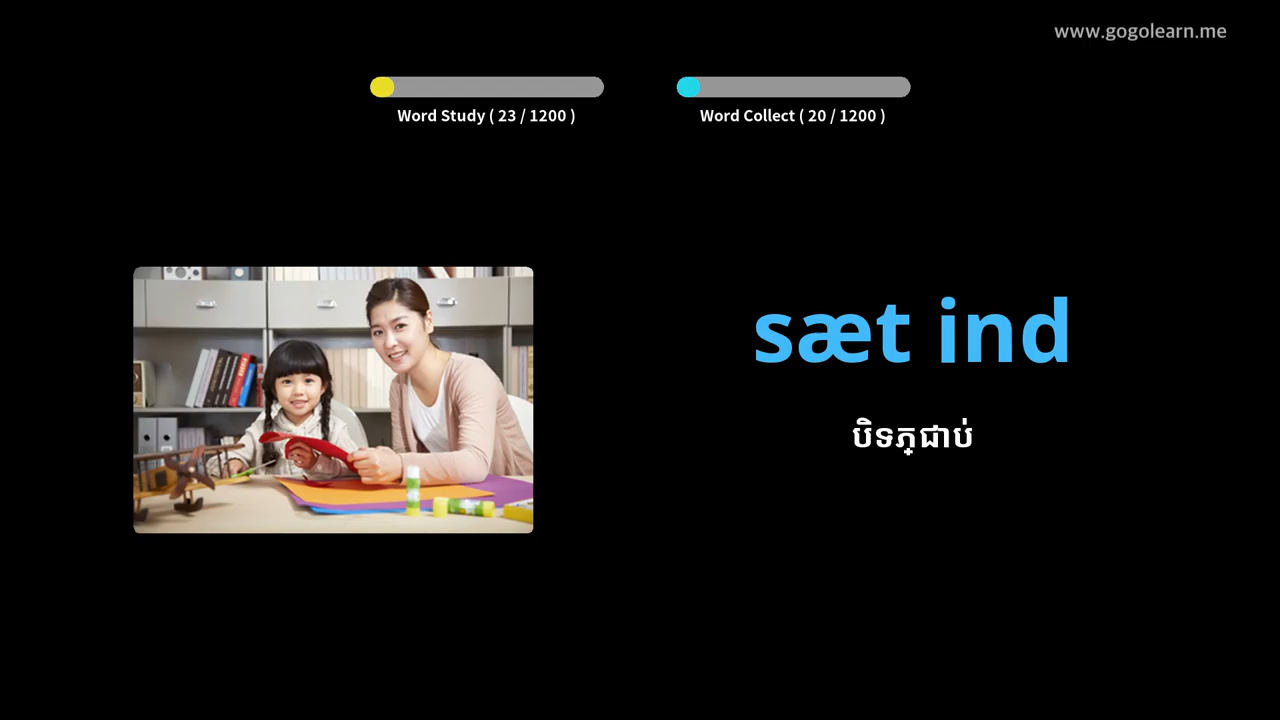 www.gogolearn.me
Word Study ( 23 / 1200 )
Word Collect ( 20 / 1200 )
sæt ind
បិទភ្ជាប់